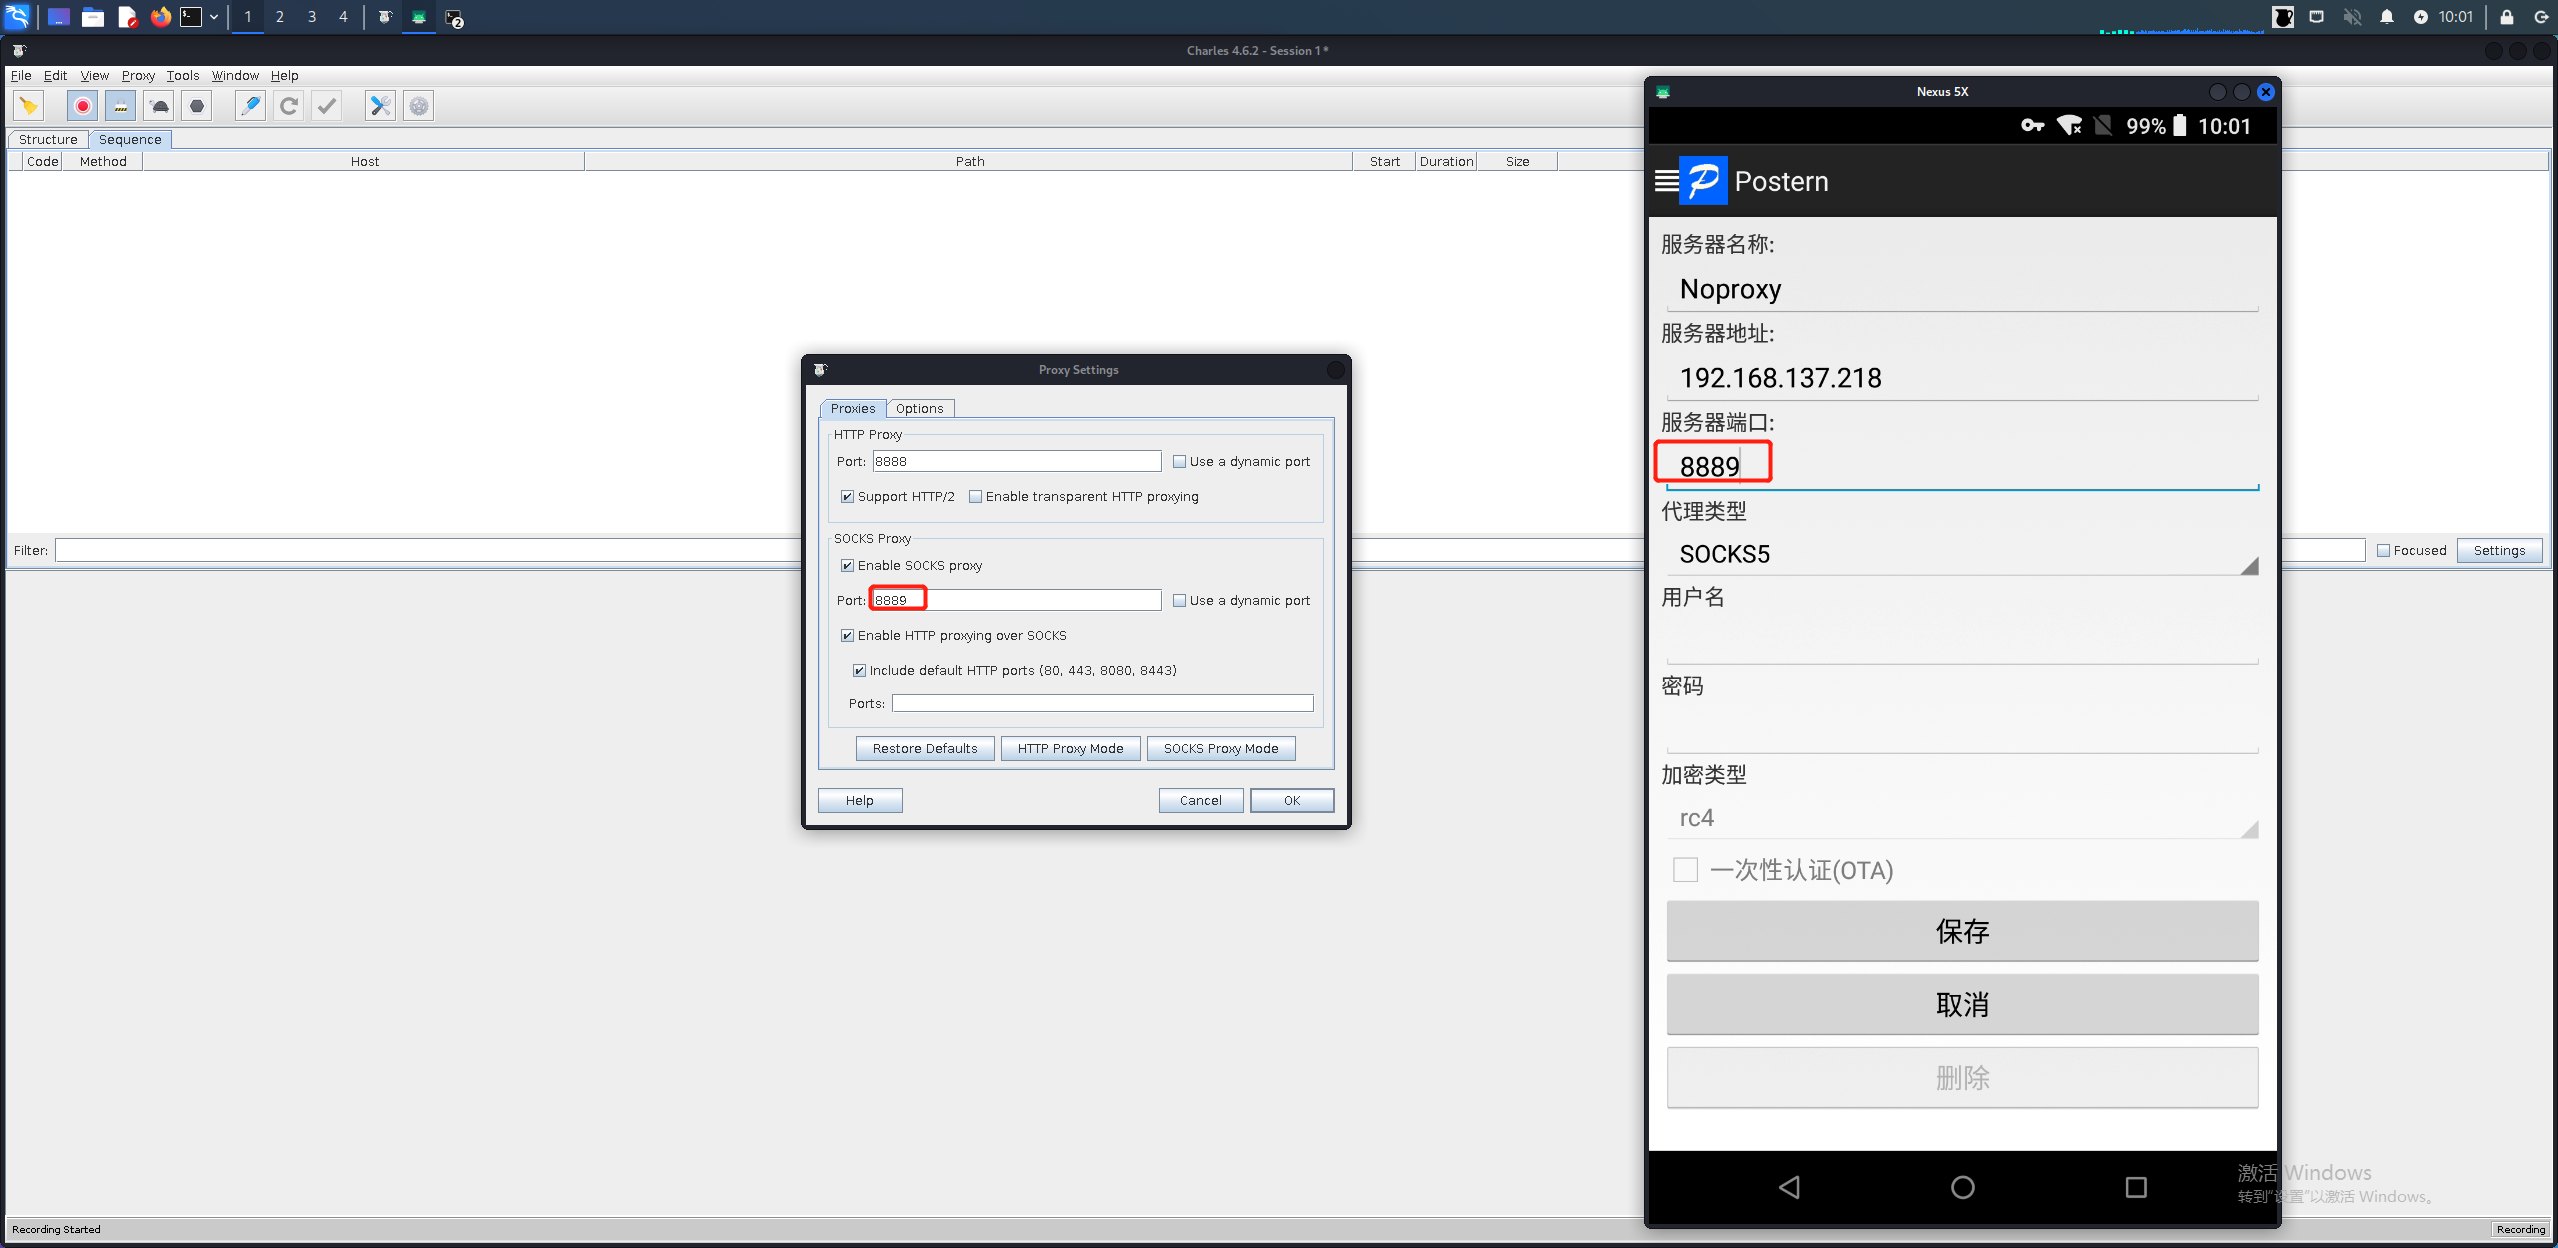 1 2 3 4
2
10:01
Charles 4.6.2 - Session 1 *
File Edit View Proxy Tools Window Help
Structure Sequence
Code Method Host Path Start Duration Size
Filter:
Focused Settings
Recording Started
Recording
Proxy Settings
Proxies Options
HTTP Proxy
Port: 8888 Use a dynamic port
Support HTTP/2 Enable transparent HTTP proxying
SOCKS Proxy
Enable SOCKS proxy
Port: 8889 Use a dynamic port
Enable HTTP proxying over SOCKS
Include default HTTP ports (80, 443, 8080, 8443)
Ports:
Restore Defaults HTTP Proxy Mode SOCKS Proxy Mode
Help Cancel OK
Nexus 5X
99% 10:01
Postern
服务器名称:
Noproxy
服务器地址:
192.168.137.218
服务器端口:
8889
代理类型
SOCKS5
用户名
密码
加密类型
rc4
一次性认证(OTA)
保存
取消
删除
激活 Windows
转到"设置"以激活 Windows。